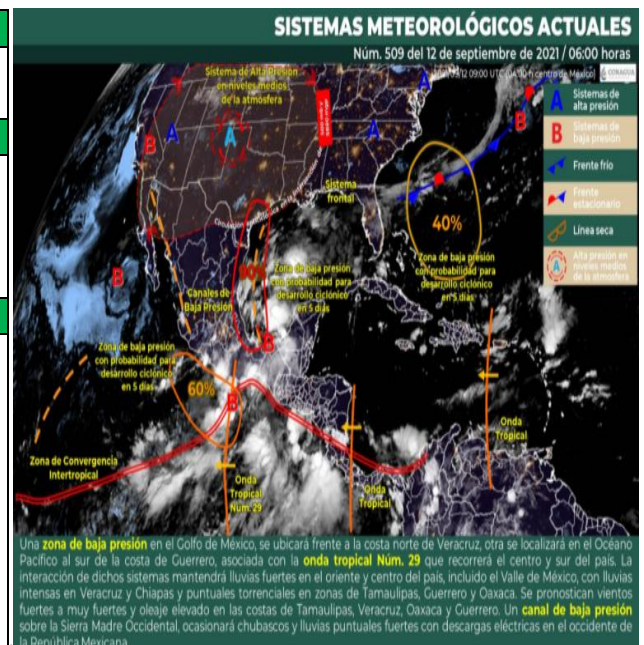 SISTEMAS METEOROLÓGICOS ACTUALES
Núm. 509 del 12 de septiembre de 2021 / 06:00 horas
09:00 UTC (04:00 h centro de México)
CONAGUA
Sistema de Alta Presión
en niveles medios
de la atmósfera
A
A
A
A
B
B
Sistema
frontal
40%
Zona de baja presión
con probabilidad para
desarrollo ciclónico
en 5 días
90%
Zona de baja presión
con probabilidad para
desarrollo ciclónico
en 5 días
Canales de
Baja Presión
B
B
Zona de baja presión
con probabilidad para
desarrollo ciclónico
en 5 días
60%
B
Zona de Convergencia
Intertropical
Onda
Tropical
Núm. 29
Onda
Tropical
Onda
Tropical
A Sistemas de
alta presión
B Sistemas de
baja presión
Frente frío
Frente
estacionario
Línea seca
A Alta presión en
niveles medios
de la atmósfera
Una zona de baja presión en el Golfo de México, se ubicará frente a la costa norte de Veracruz, otra se localizará en el Océano
Pacífico al sur de la costa de Guerrero, asociada con la onda tropical Núm. 29 que recorrerá el centro y sur del país. La
interacción de dichos sistemas mantendrá lluvias fuertes en el oriente y centro del país, incluido el Valle de México, con lluvias
intensas en Veracruz y Chiapas y puntuales torrenciales en zonas de Tamaulipas, Guerrero y Oaxaca. Se pronostican vientos
fuertes a muy fuertes y oleaje elevado en las costas de Tamaulipas, Veracruz, Oaxaca y Guerrero. Un canal de baja presión
sobre la Sierra Madre Occidental, ocasionará chubascos y lluvias puntuales fuertes con descargas eléctricas en el occidente de
la República Mexicana.